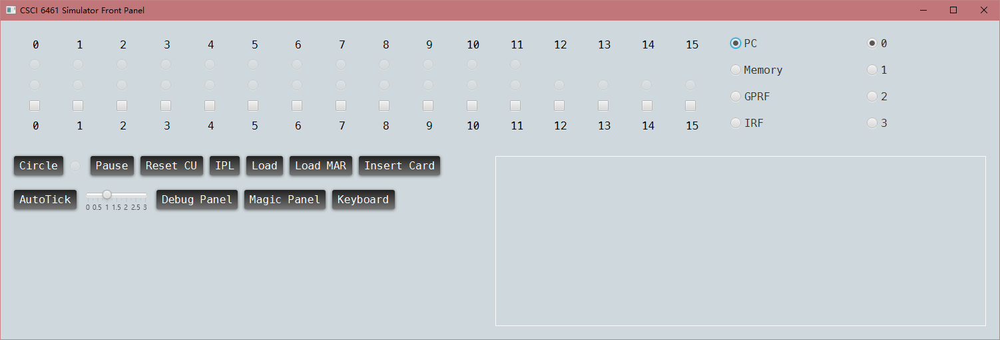 CSCI 6461 Simulator Front Panel
0 1 2 3 4 5 6 7 8 9 10 11 12 13 14 15
PC 0
Memory 1
GPRF 2
IRF 3
0 1 2 3 4 5 6 7 8 9 10 11 12 13 14 15
Circle Pause Reset CU IPL Load Load MAR Insert Card
AutoTick Debug Panel Magic Panel Keyboard
0 0.5 1 1.5 2 2.5 3